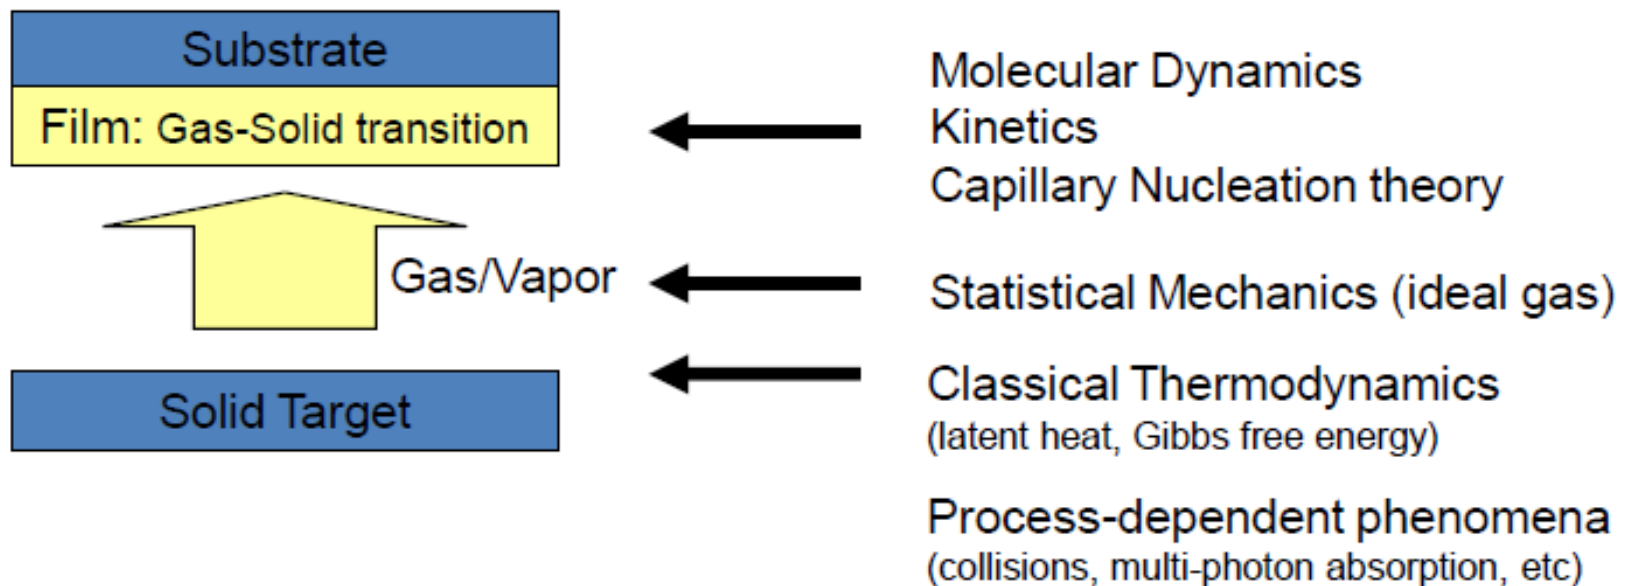 Substrate
Film: Gas-Solid transition
Gas/Vapor
Solid Target
Molecular Dynamics
Kinetics
Capillary Nucleation theory
Statistical Mechanics (ideal gas)
Classical Thermodynamics
(latent heat, Gibbs free energy)
Process-dependent phenomena
(collisions, multi-photon absorption, etc)